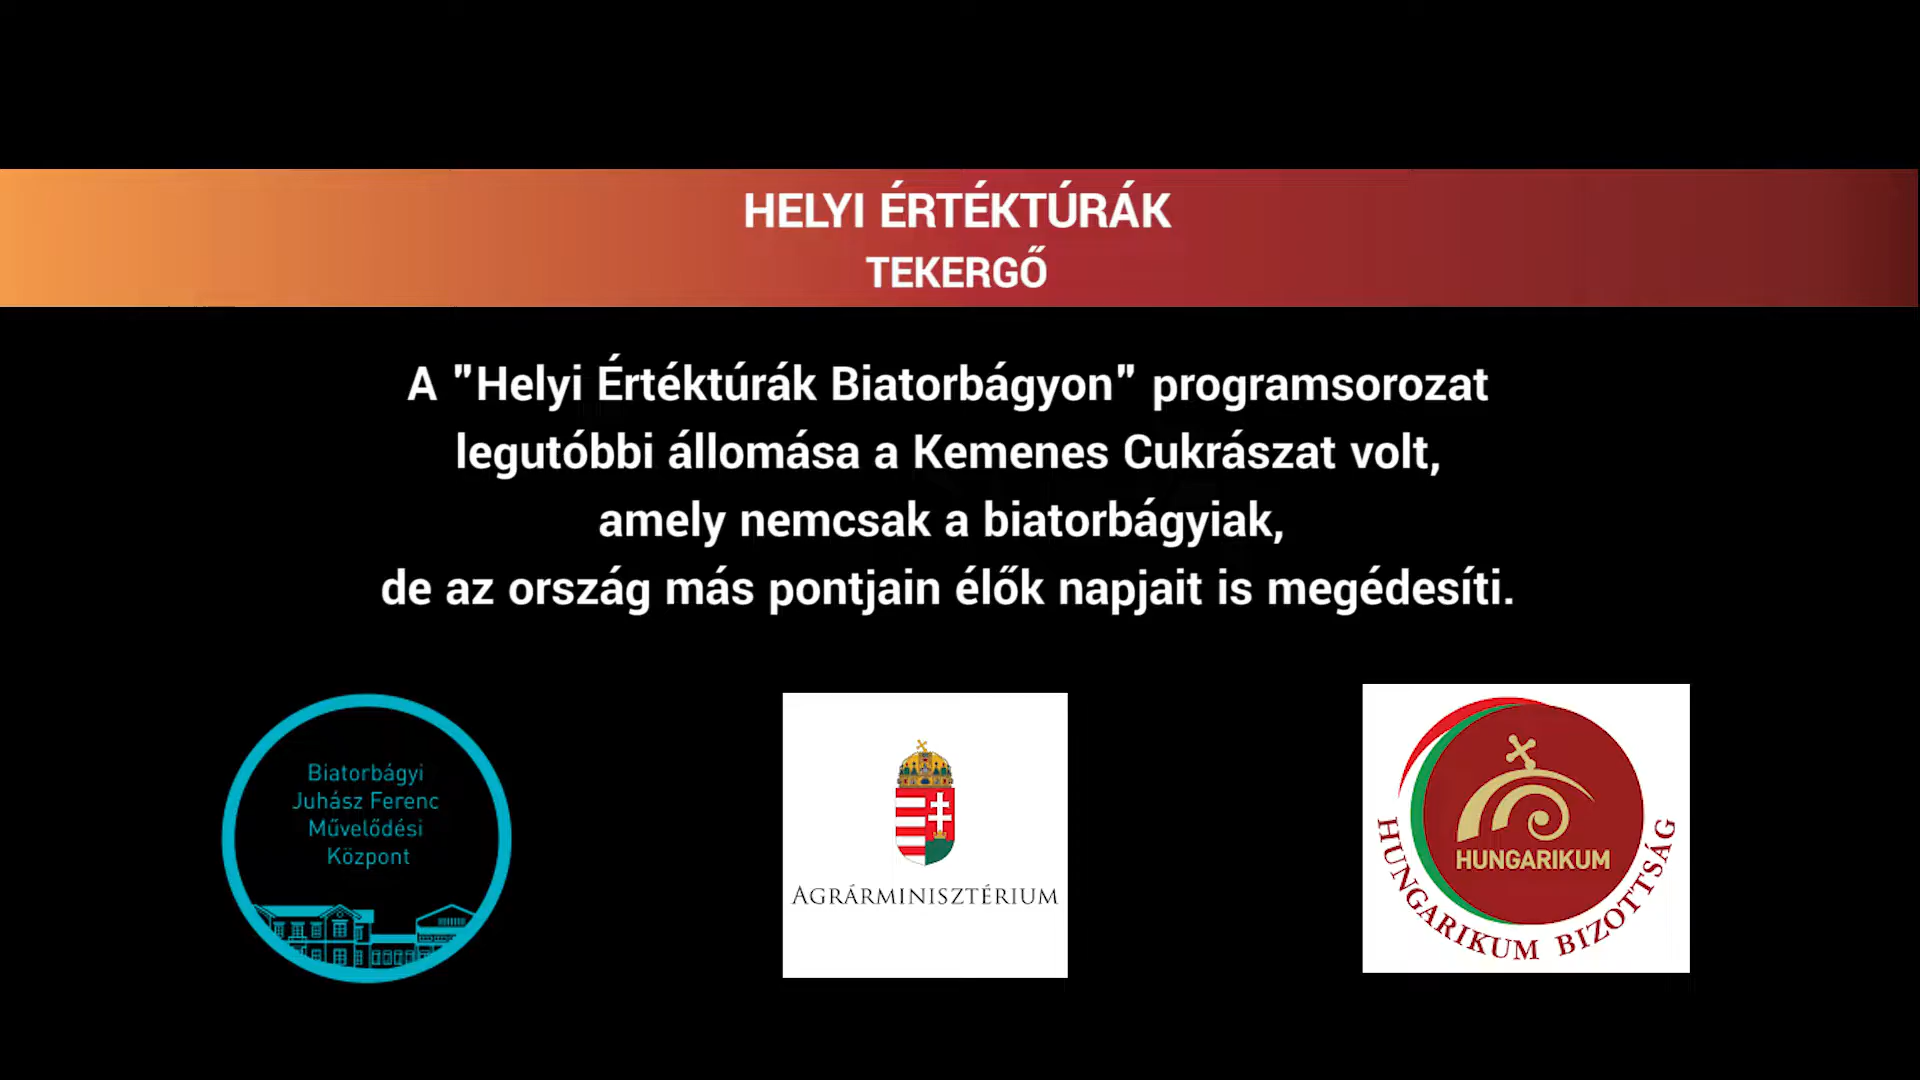 HELYI ÉRTÉKTÚRÁK
TEKERGŐ
A "Helyi Értéktúrák Biatorbágyon" programsorozat
legutóbbi állomása a Kemenes Cukrászat volt,
amely nemcsak a biatorbágyiak,
de az ország más pontjain élők napjait is megédesíti.
Biatorbágyi
Juhász Ferenc
Művelődési
Központ
AGRÁRMINISZTÉRIUM
HUNGARIKUM
HUNGARIKUM BIZOTTSÁG